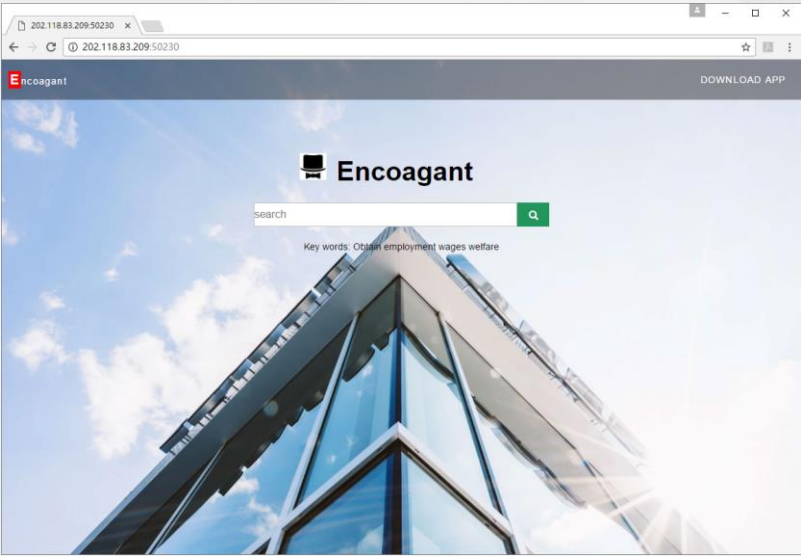 202.118.83.209:50230
202.118.83.209:50230
Encoagant
DOWNLOAD APP
Encoagant
search
Key words: Obtain employment wages welfare